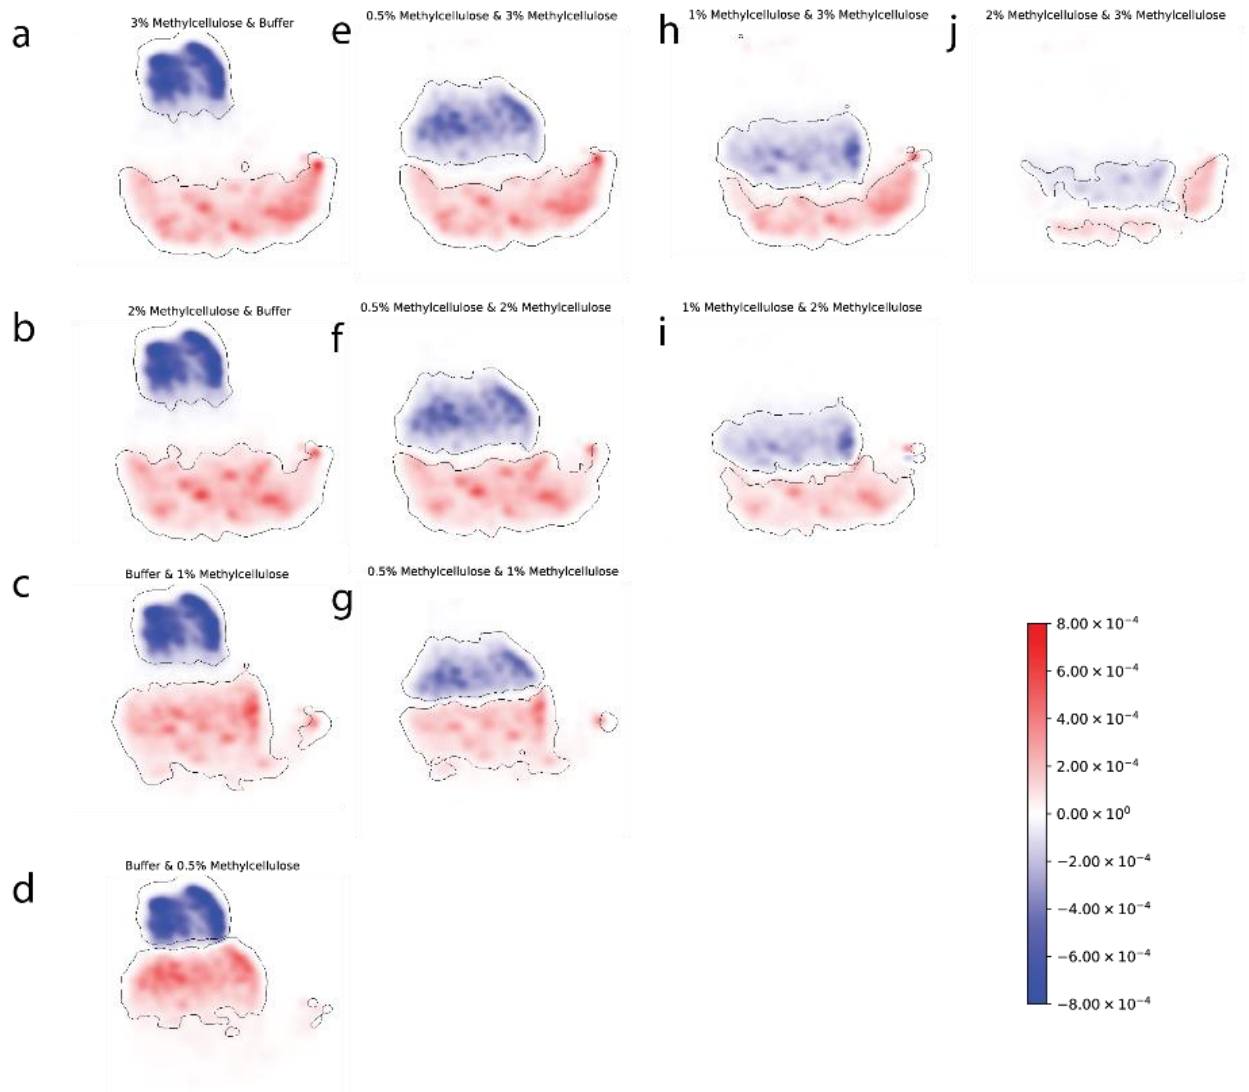 a
3% Methylcellulose & Buffer
e
0.5% Methylcellulose & 3% Methylcellulose
h
1% Methylcellulose & 3% Methylcellulose
j
2% Methylcellulose & 3% Methylcellulose
b
2% Methylcellulose & Buffer
f
0.5% Methylcellulose & 2% Methylcellulose
i
1% Methylcellulose & 2% Methylcellulose
c
Buffer & 1% Methylcellulose
g
0.5% Methylcellulose & 1% Methylcellulose
d
Buffer & 0.5% Methylcellulose
8.00 × 10⁻⁴
6.00 × 10⁻⁴
4.00 × 10⁻⁴
2.00 × 10⁻⁴
0.00 × 10⁰
−2.00 × 10⁻⁴
−4.00 × 10⁻⁴
−6.00 × 10⁻⁴
−8.00 × 10⁻⁴